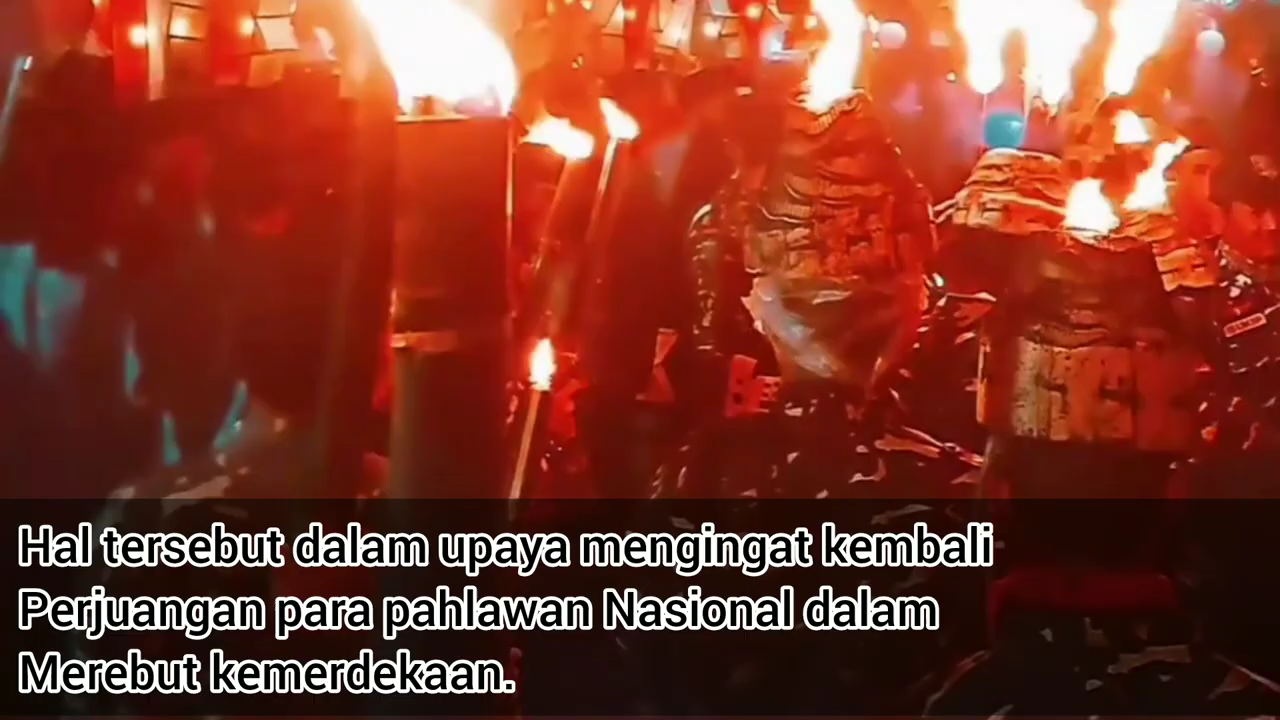 Hal tersebut dalam upaya mengingat kembali
Perjuangan para pahlawan Nasional dalam
Merebut kemerdekaan.